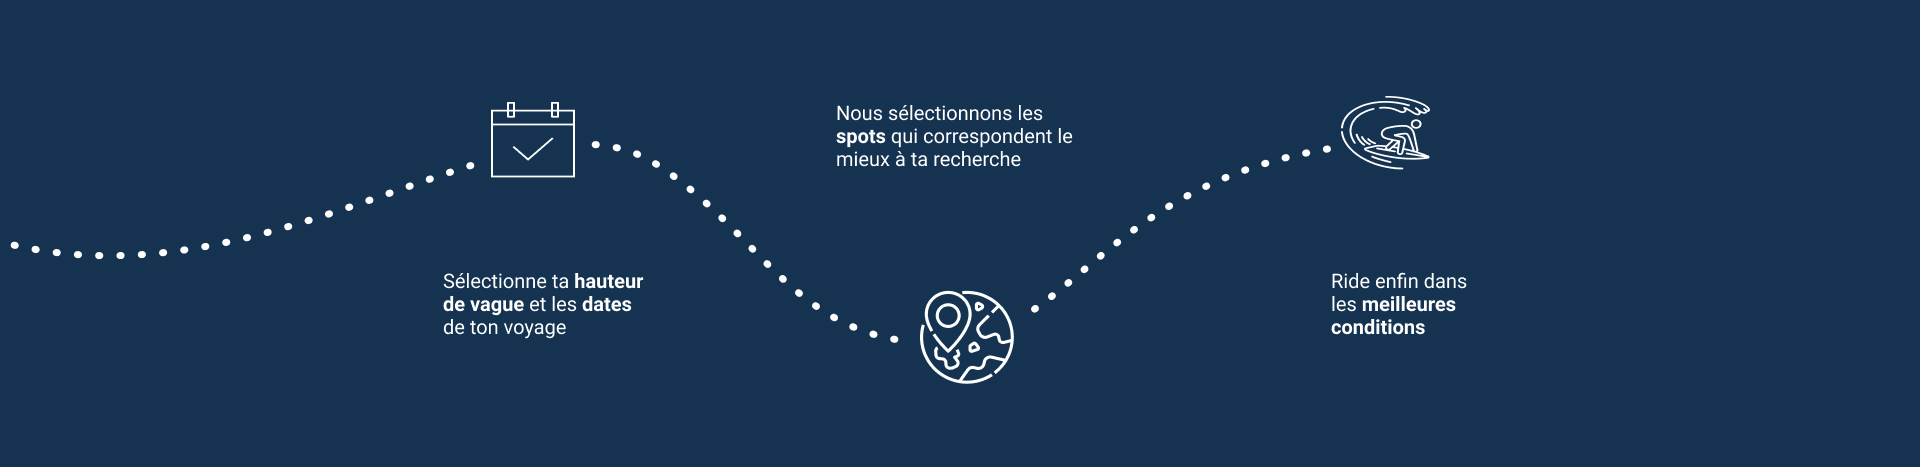 Sélectionne ta hauteur
de vague et les dates
de ton voyage
Nous sélectionnons les
spots qui correspondent le
mieux à ta recherche
Ride enfin dans
les meilleures
conditions